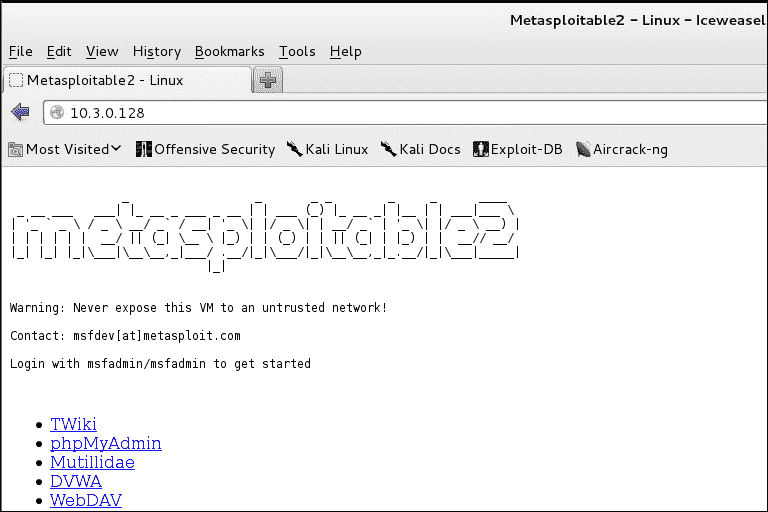 Metasploitable2 - Linux - Iceweasel
File Edit View History Bookmarks Tools Help
Metasploitable2 - Linux
10.3.0.128
Most Visited Offensive Security Kali Linux Kali Docs Exploit-DB Aircrack-ng
metasploitable2
Warning: Never expose this VM to an untrusted network!
Contact: msfdev[at]metasploit.com
Login with msfadmin/msfadmin to get started
TWiki
phpMyAdmin
Mutillidae
DVWA
WebDAV